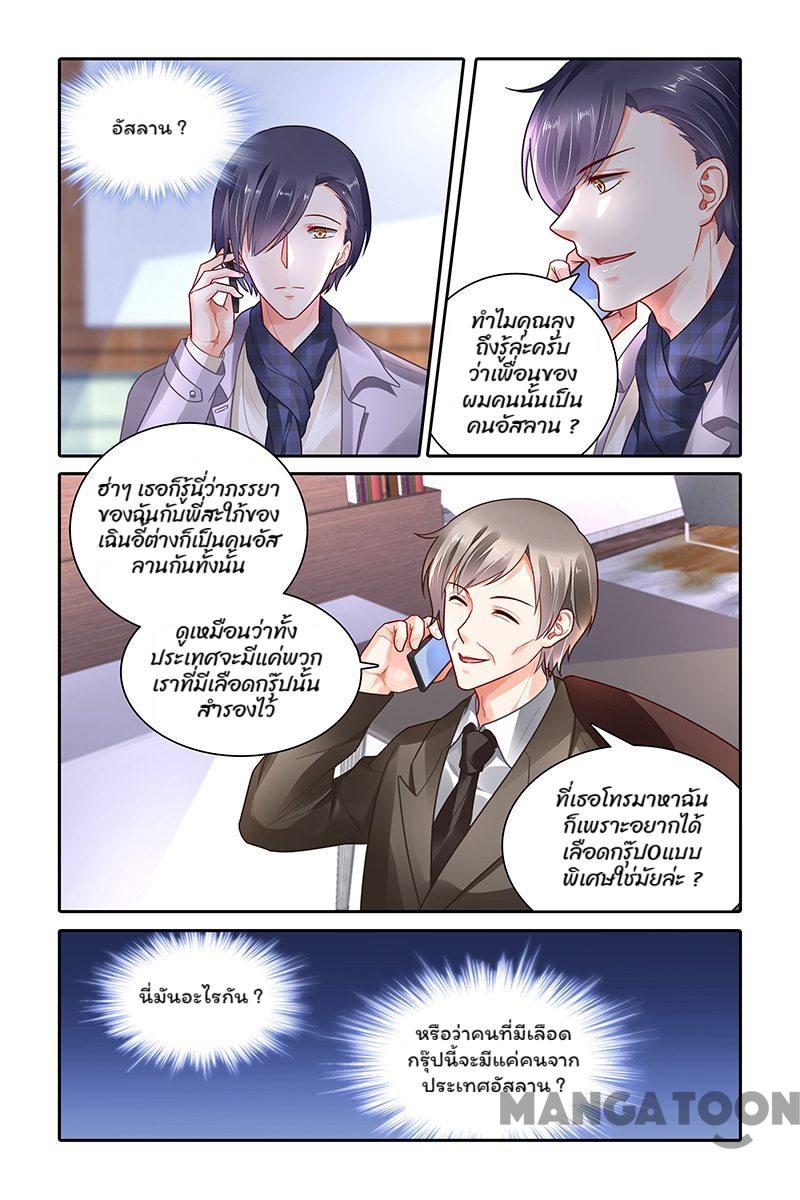 อัสลาน ?
ทำไมคุณลุง
ถึงรู้ล่ะครับ
ว่าเพื่อนของ
ผมคนนั้นเป็น
คนอัสลาน ?
ฮ่าๆ เธอก็รู้นี่ว่าภรรยา
ของฉันกับพี่สะใภ้ของ
เฉินอี้ต่างก็เป็นคนอัส
ลานกันทั้งนั้น
ดูเหมือนว่าทั้ง
ประเทศจะมีแค่พวก
เราที่มีเลือดกรุ๊ปนั้น
สำรองไว้
ที่เธอโทรมาหาฉัน
ก็เพราะอยากได้
เลือดกรุ๊ปOแบบ
พิเศษใช่มัยล่ะ ?
นี่มันอะไรกัน ?
หรือว่าคนที่มีเลือด
กรุ๊ปนี้จะมีแค่คนจาก
ประเทศอัสลาน ?
MANGATOON